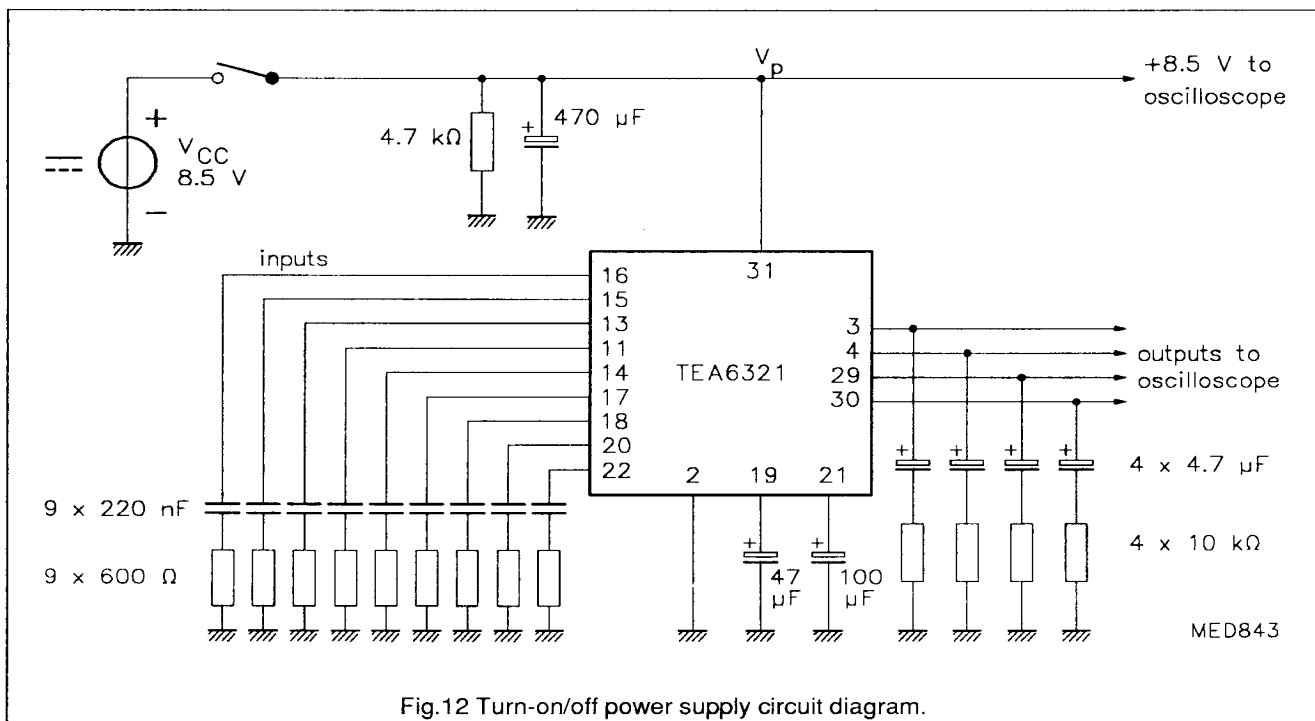 Vp
+8.5 V to
oscilloscope
+
VCC
8.5 V
−
4.7 kΩ
+
470 µF
inputs
16
15
13
11
14
17
18
20
22
31
TEA6321
3
4
29
30
2
19
21
outputs to
oscilloscope
9 x 220 nF
9 x 600 Ω
+
47
µF
+
100
µF
+
+
+
+
4 x 4.7 µF
4 x 10 kΩ
MED843
Fig.12 Turn-on/off power supply circuit diagram.